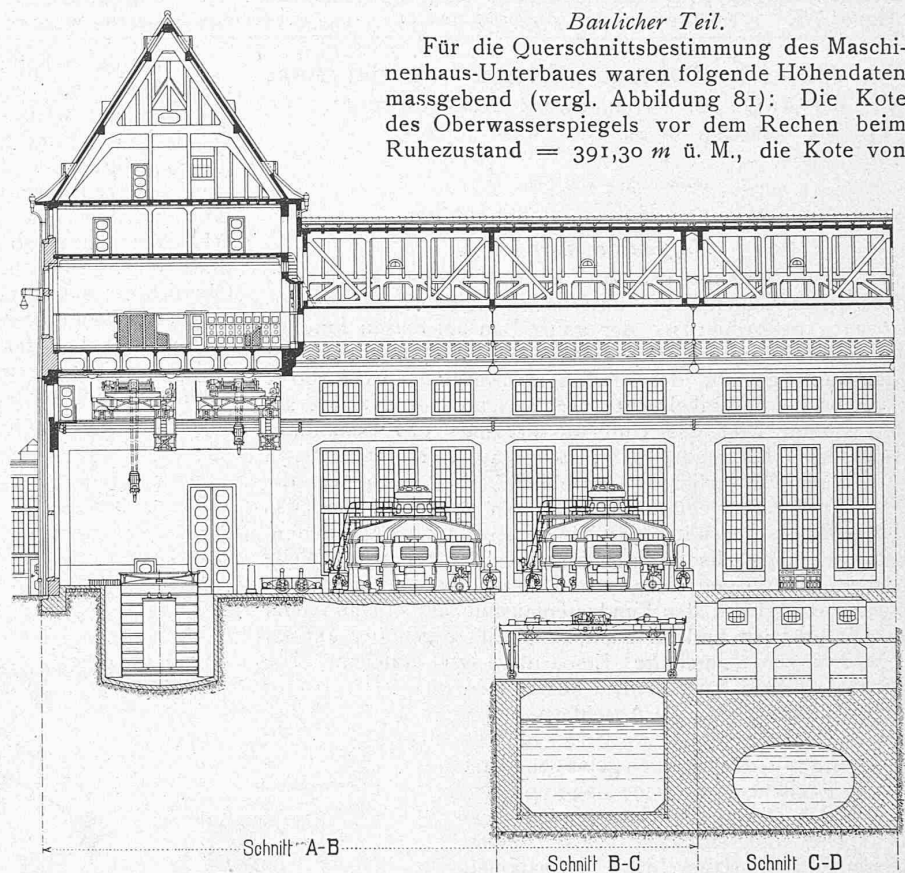 Baulicher Teil.
Für die Querschnittsbestimmung des Maschi-
nenhaus-Unterbaues waren folgende Höhendaten
massgebend (vergl. Abbildung 81): Die Kote
des Oberwasserspiegels vor dem Rechen beim
Ruhezustand = 391,30 m ü. M., die Kote von
Schnitt A-B
Schnitt B-C
Schnitt C-D